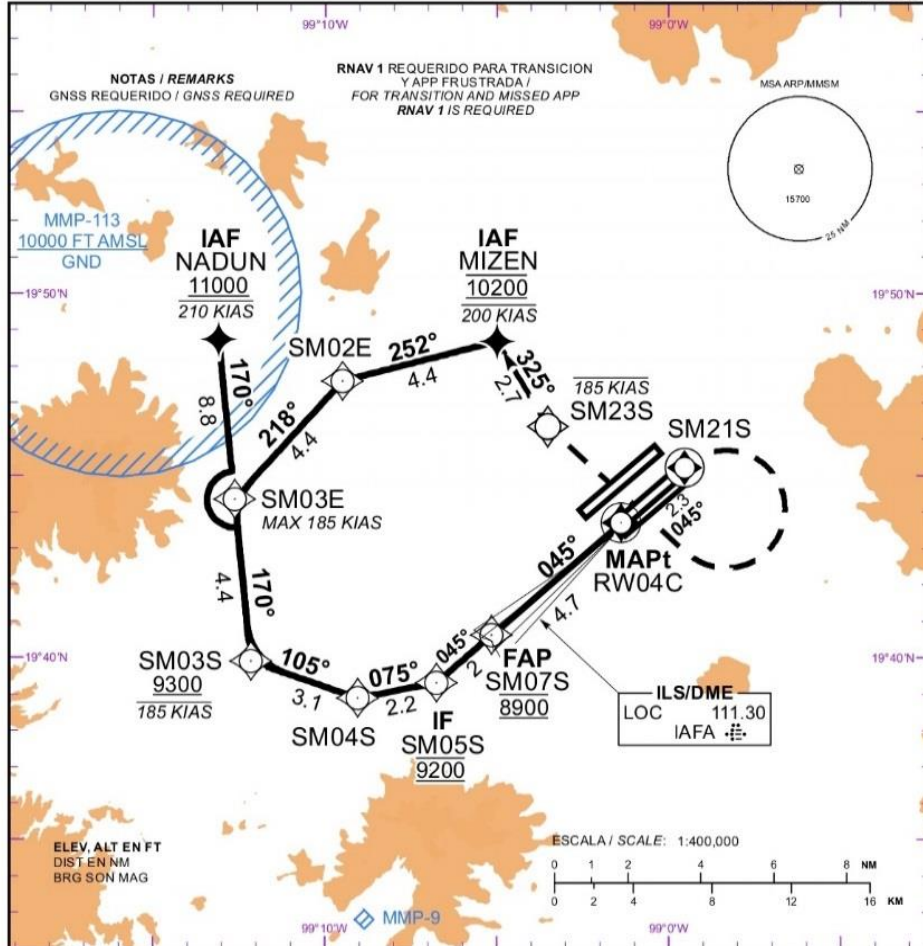 99°10'W
99°0'W
NOTAS / REMARKS
GNSS REQUERIDO / GNSS REQUIRED
RNAV 1 REQUERIDO PARA TRANSICION
Y APP FRUSTRADA /
FOR TRANSITION AND MISSED APP
RNAV 1 IS REQUIRED
MSA ARP/MMSM
15700
25 NM
MMP-113
10000 FT AMSL
GND
IAF
NADUN
11000
210 KIAS
IAF
MIZEN
10200
200 KIAS
19°50'N
19°50'N
SM02E
252°
4.4
325°
2.7
185 KIAS
SM23S
170°
8.8
218°
4.4
SM21S
SM03E
MAX 185 KIAS
2.3
045°
MAPt
RW04C
045°
4.7
170°
4.4
19°40'N
19°40'N
SM03S
9300
185 KIAS
105°
3.1
075°
2.2
045°
2
FAP
SM07S
8900
SM04S
IF
SM05S
9200
ILS/DME
LOC 111.30
IAFA
ELEV, ALT EN FT
DIST EN NM
BRG SON MAG
ESCALA / SCALE: 1:400,000
0 1 2 4 6 8 NM
0 2 4 8 12 16 KM
MMP-9
99°10'W
99°0'W